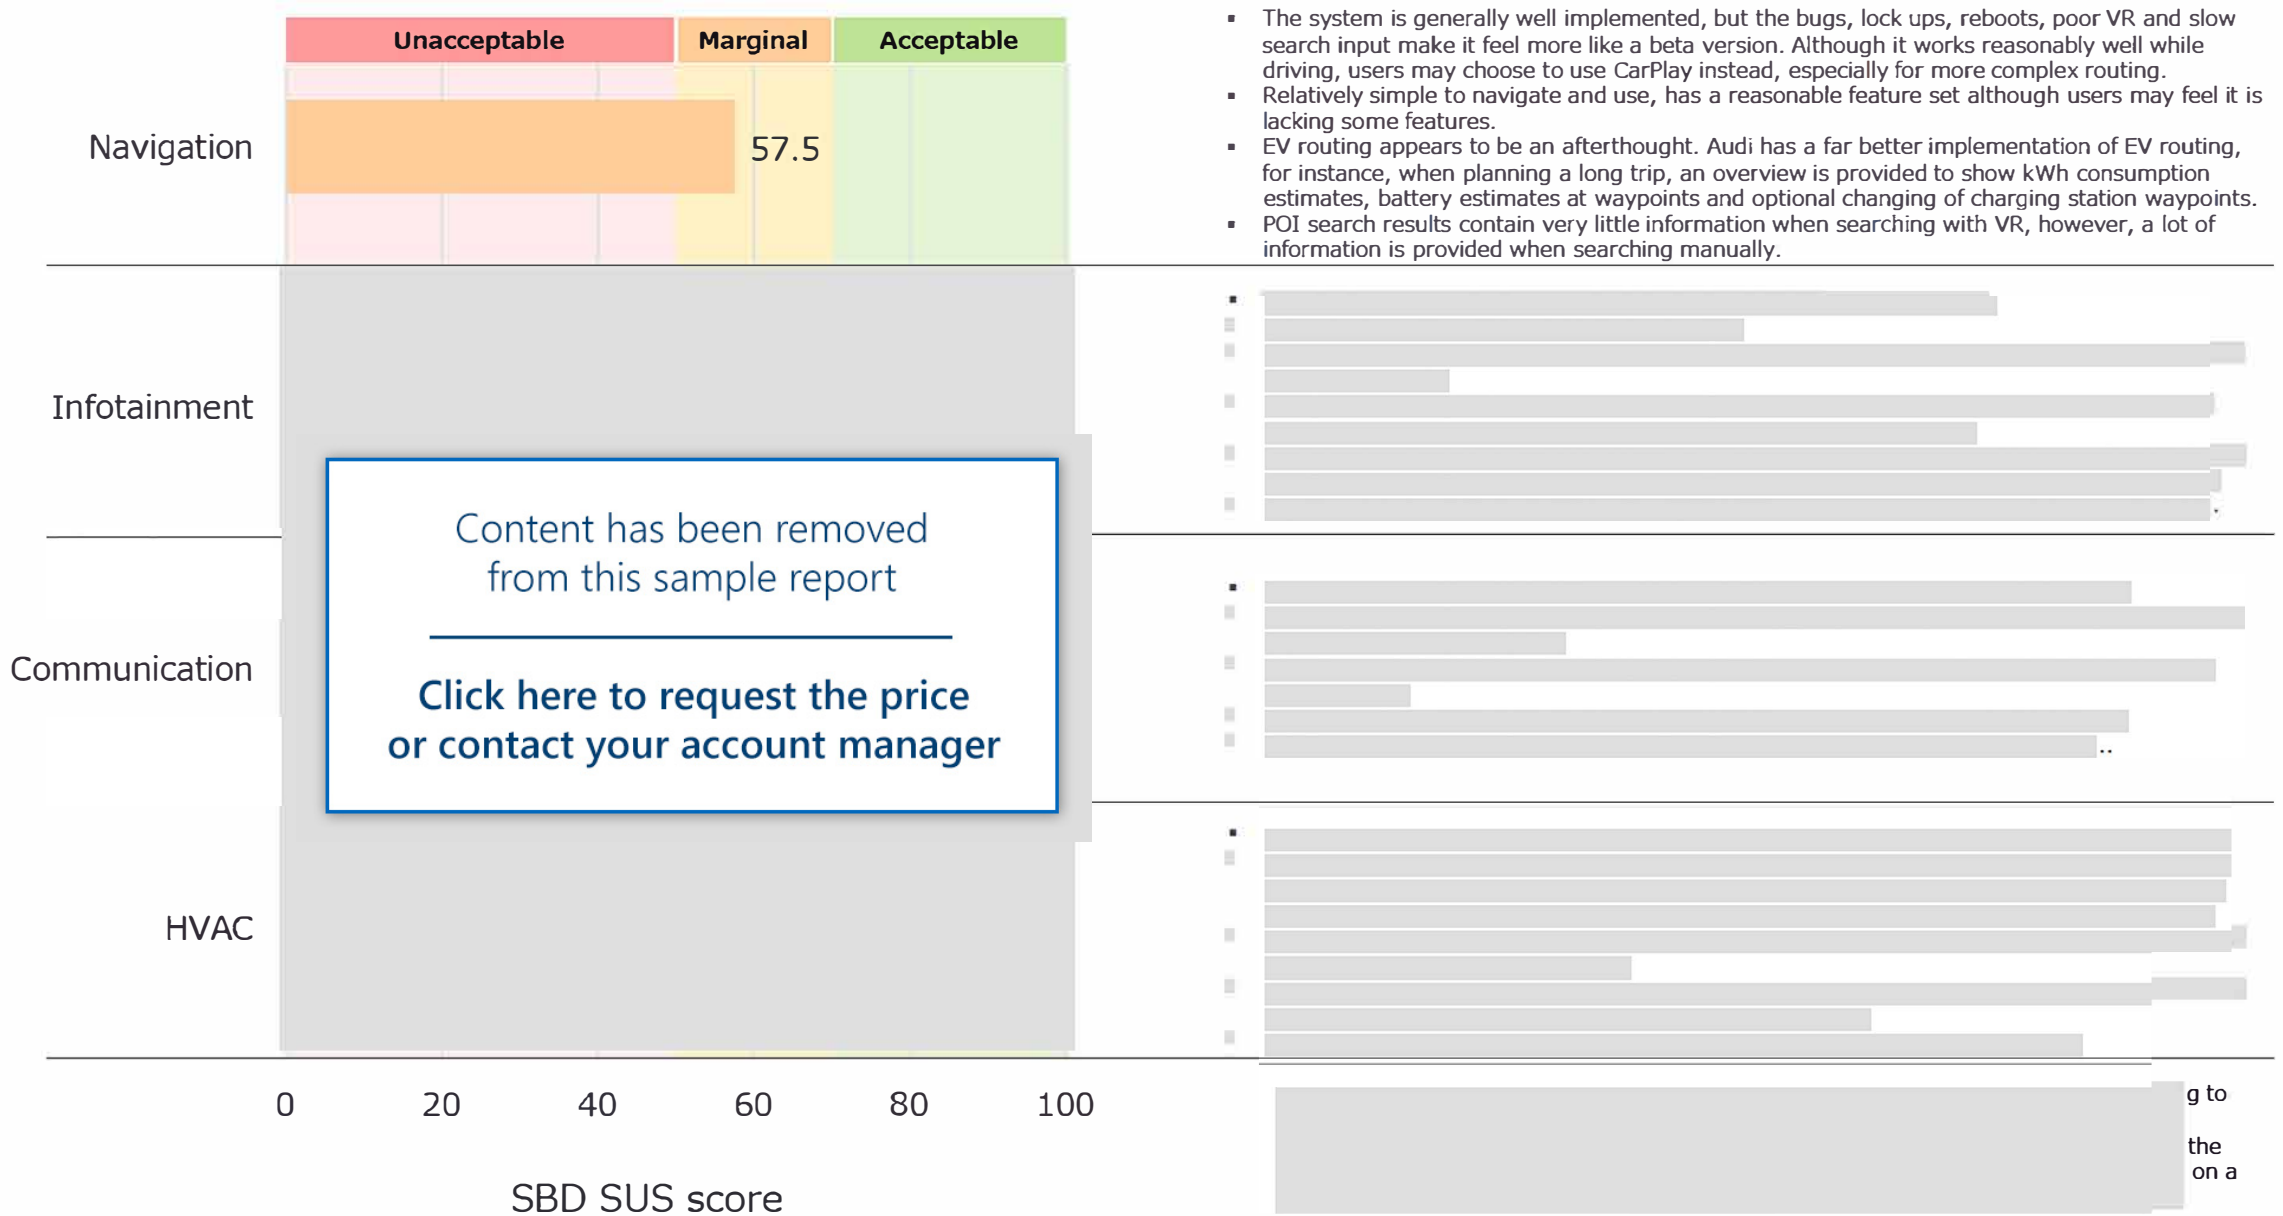 Unacceptable Marginal Acceptable
Navigation
57.5
▪ The system is generally well implemented, but the bugs, lock ups, reboots, poor VR and slow
search input make it feel more like a beta version. Although it works reasonably well while
driving, users may choose to use CarPlay instead, especially for more complex routing.
▪ Relatively simple to navigate and use, has a reasonable feature set although users may feel it is
lacking some features.
▪ EV routing appears to be an afterthought. Audi has a far better implementation of EV routing,
for instance, when planning a long trip, an overview is provided to show kWh consumption
estimates, battery estimates at waypoints and optional changing of charging station waypoints.
▪ POI search results contain very little information when searching with VR, however, a lot of
information is provided when searching manually.
Infotainment
Content has been removed
from this sample report
Click here to request the price
or contact your account manager
Communication
HVAC
0 20 40 60 80 100
SBD SUS score
g to
the
on a